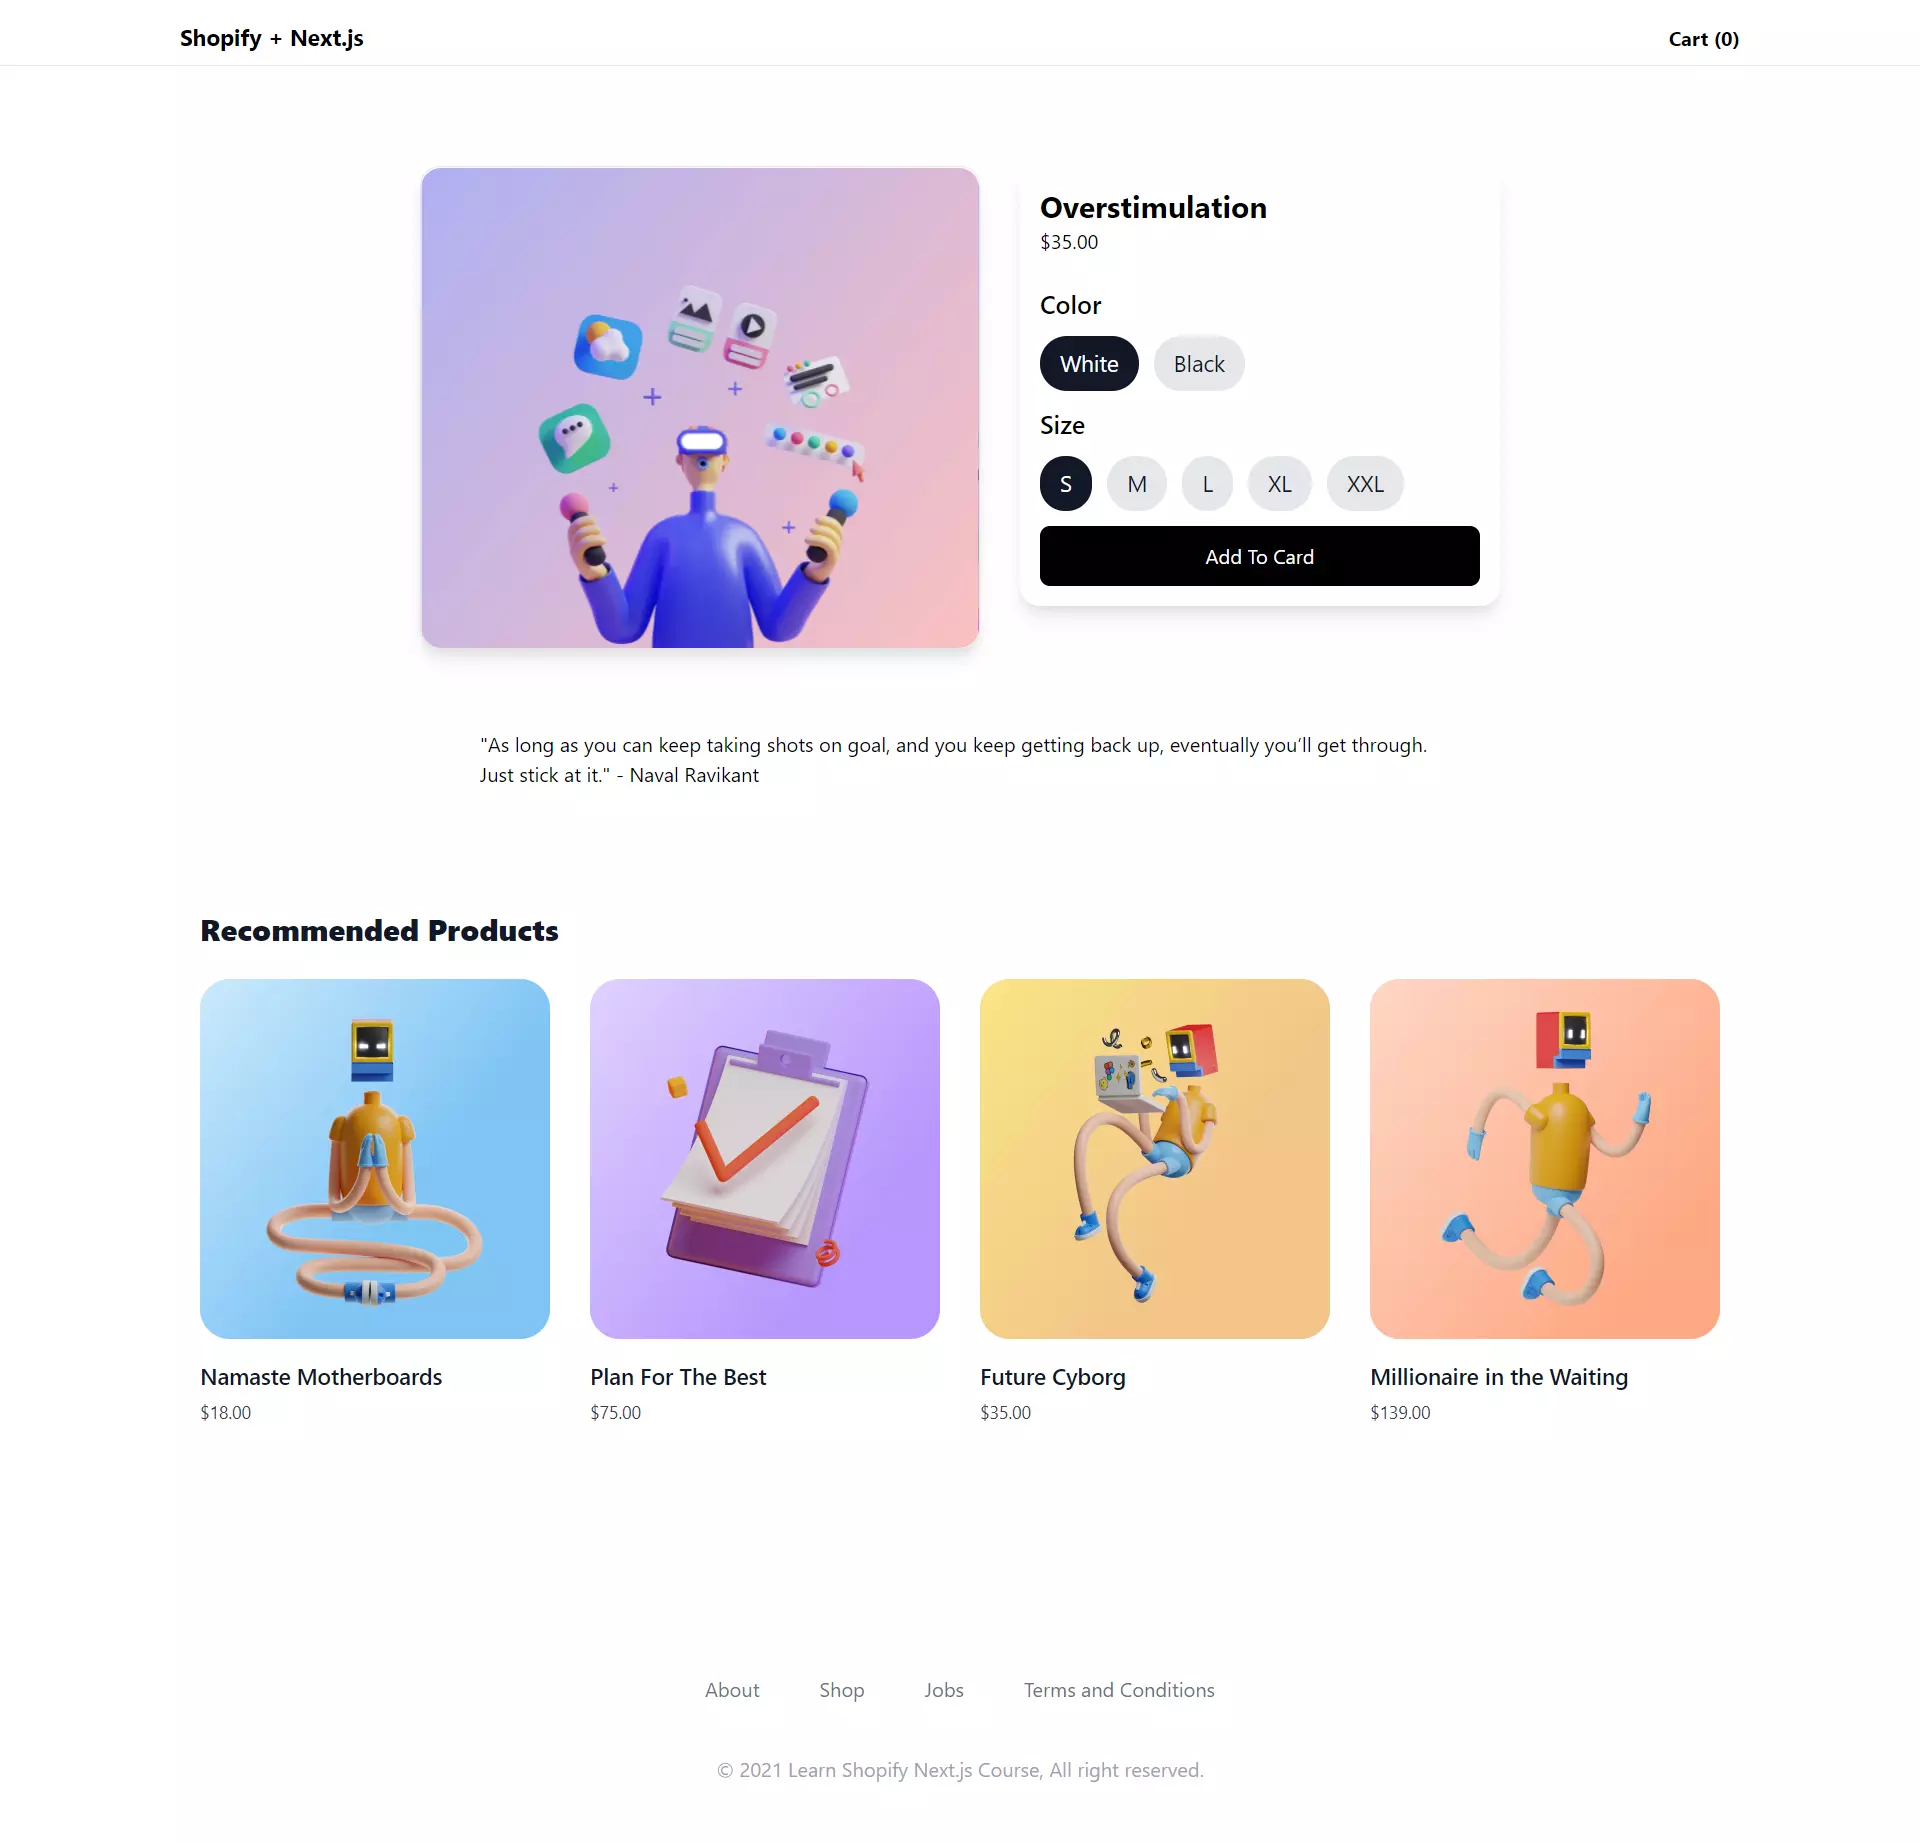 Shopify + Next.js
Cart (0)
Overstimulation
$35.00
Color
White
Black
Size
S
M
L
XL
XXL
Add To Card
"As long as you can keep taking shots on goal, and you keep getting back up, eventually you’ll get through.
Just stick at it." - Naval Ravikant
Recommended Products
Namaste Motherboards
$18.00
Plan For The Best
$75.00
Future Cyborg
$35.00
Millionaire in the Waiting
$139.00
About
Shop
Jobs
Terms and Conditions
© 2021 Learn Shopify Next.js Course, All right reserved.